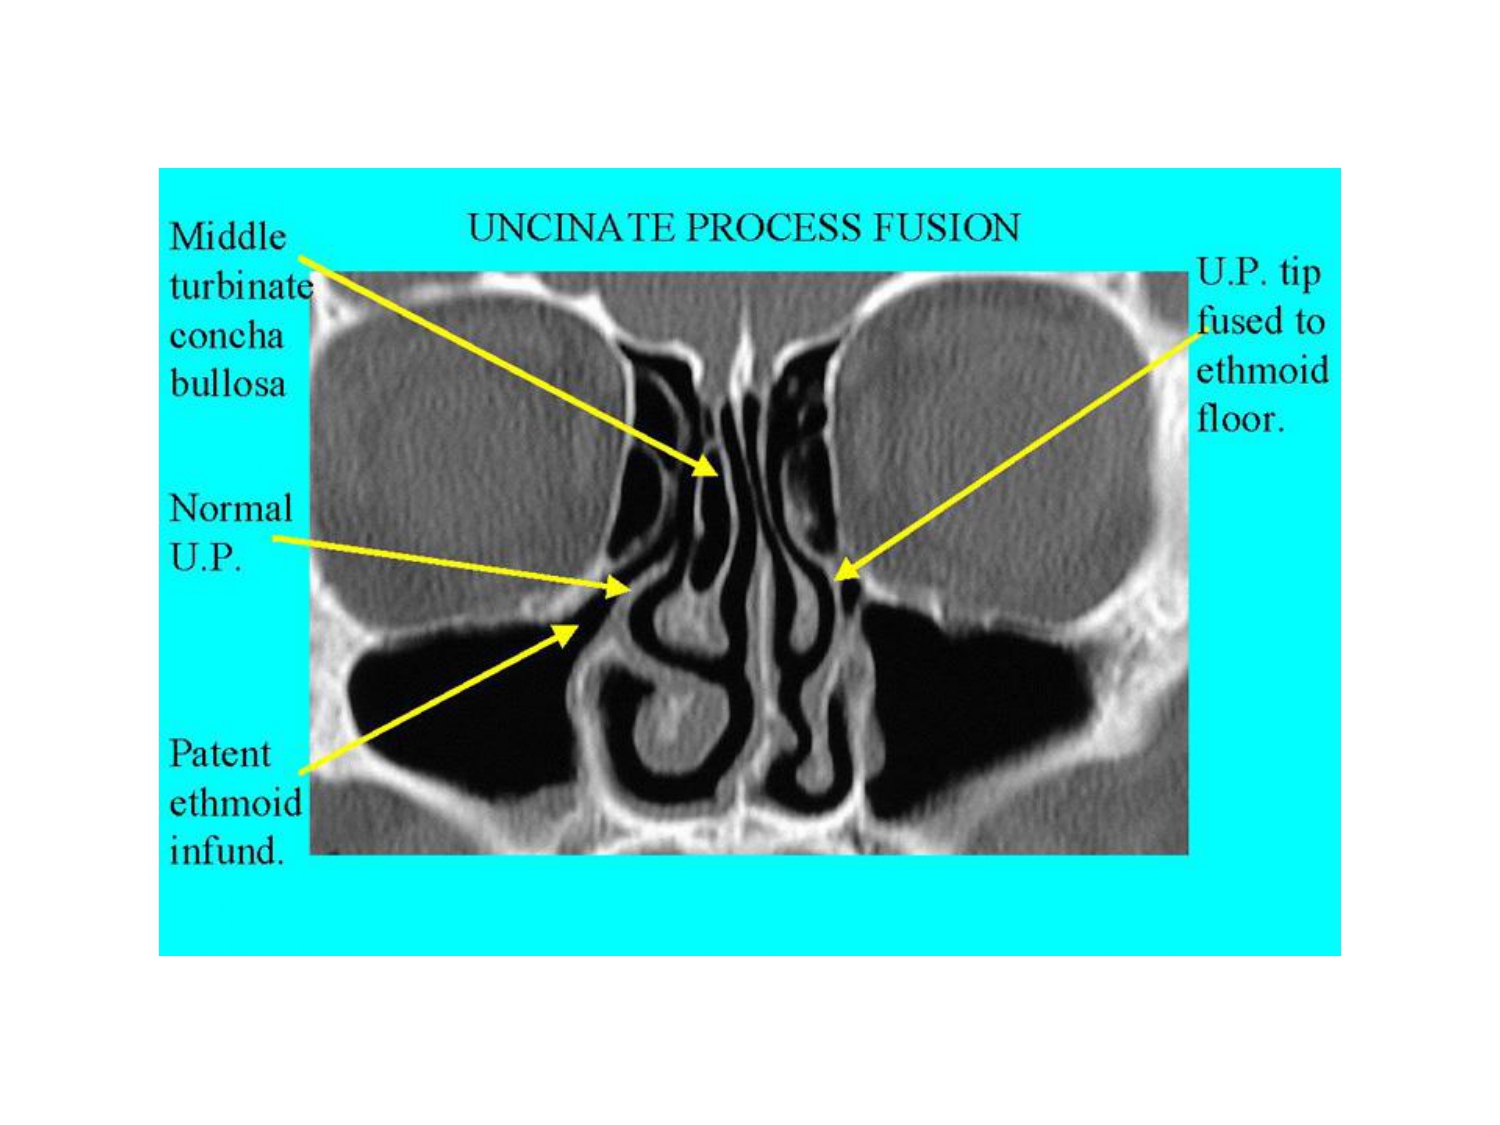 UNCINATE PROCESS FUSION
Middle
turbinate
concha
bullosa
Normal
U.P.
Patent
ethmoid
infund.
U.P. tip
fused to
ethmoid
floor.